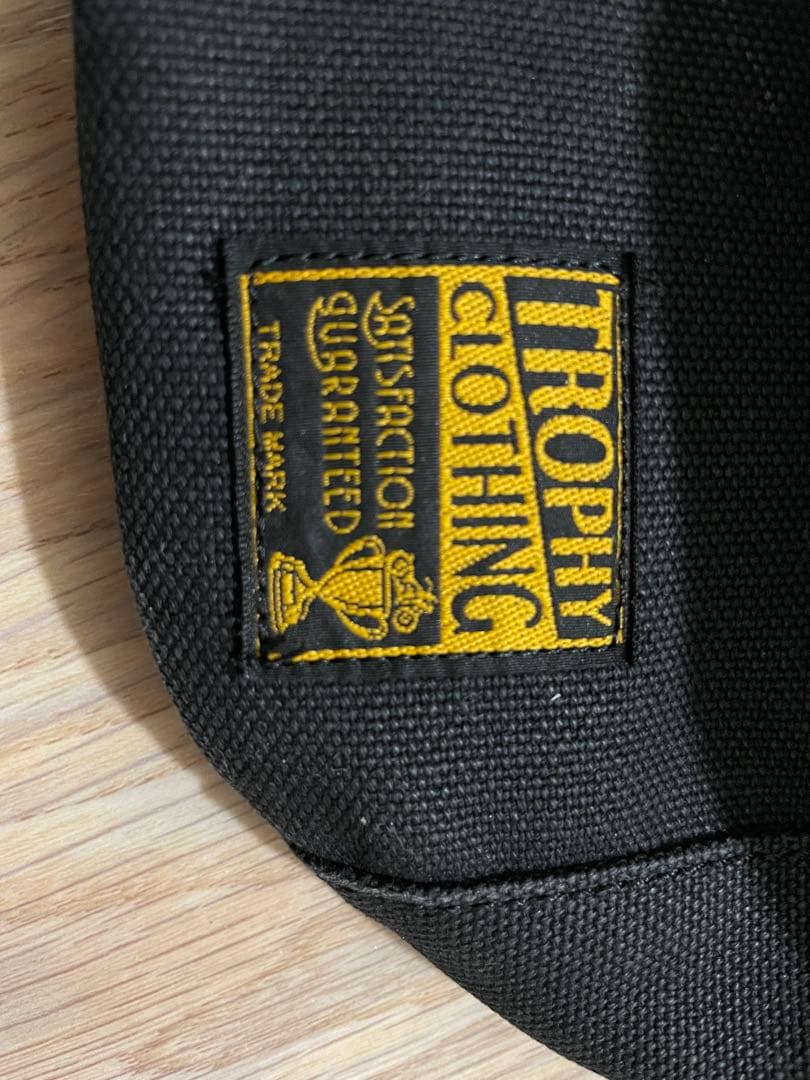 TROPHY
CLOTHING
SATISFACTION
GUARANTEED
TRADE MARK